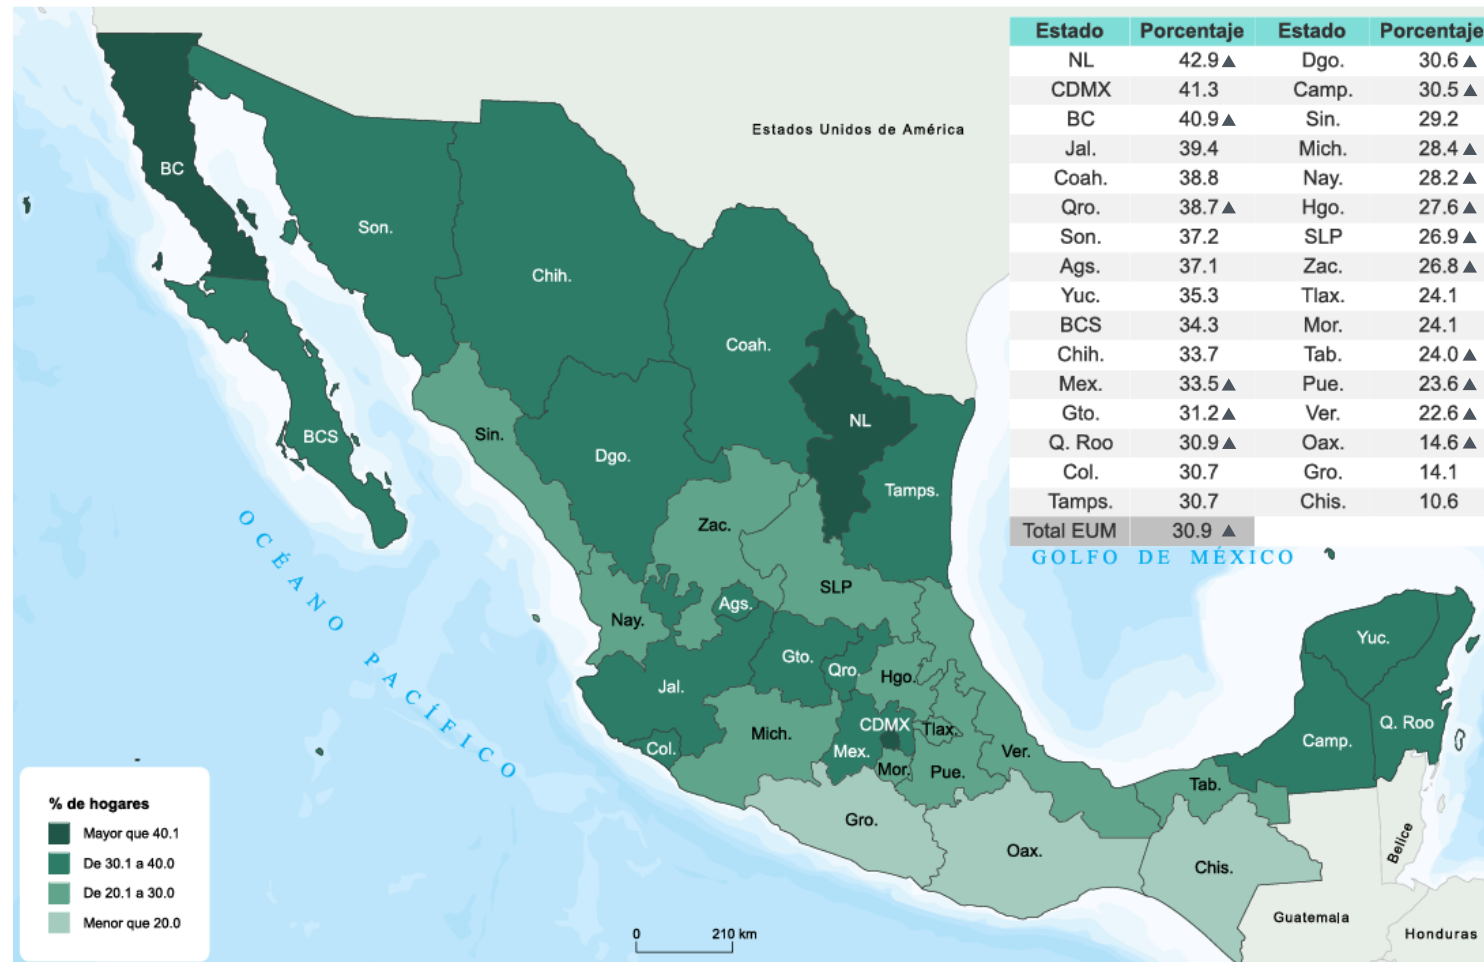 Estado Porcentaje Estado Porcentaje
NL 42.9▲ Dgo. 30.6▲
CDMX 41.3 Camp. 30.5▲
BC 40.9▲ Sin. 29.2
Jal. 39.4 Mich. 28.4▲
Coah. 38.8 Nay. 28.2▲
Qro. 38.7▲ Hgo. 27.6▲
Son. 37.2 SLP 26.9▲
Ags. 37.1 Zac. 26.8▲
Yuc. 35.3 Tlax. 24.1
BCS 34.3 Mor. 24.1
Chih. 33.7 Tab. 24.0▲
Mex. 33.5▲ Pue. 23.6▲
Gto. 31.2▲ Ver. 22.6▲
Q. Roo 30.9▲ Oax. 14.6▲
Col. 30.7 Gro. 14.1
Tamps. 30.7 Chis. 10.6
Total EUM 30.9 ▲
Estados Unidos de América
BC
Son.
Chih.
Coah.
NL
BCS
Sin.
Dgo.
Tamps.
Zac.
GOLFO DE MÉXICO
OCÉANO PACÍFICO
SLP
Ags.
Nay.
Yuc.
Gto.
Qro.
Hgo.
Jal.
CDMX
Q. Roo
Tlax.
Mich.
Camp.
Col.
Mex.
Ver.
Mor.
Pue.
Tab.
Gro.
Oax.
Chis.
Belice
Guatemala
Honduras
% de hogares
Mayor que 40.1
De 30.1 a 40.0
De 20.1 a 30.0
Menor que 20.0
0 210 km